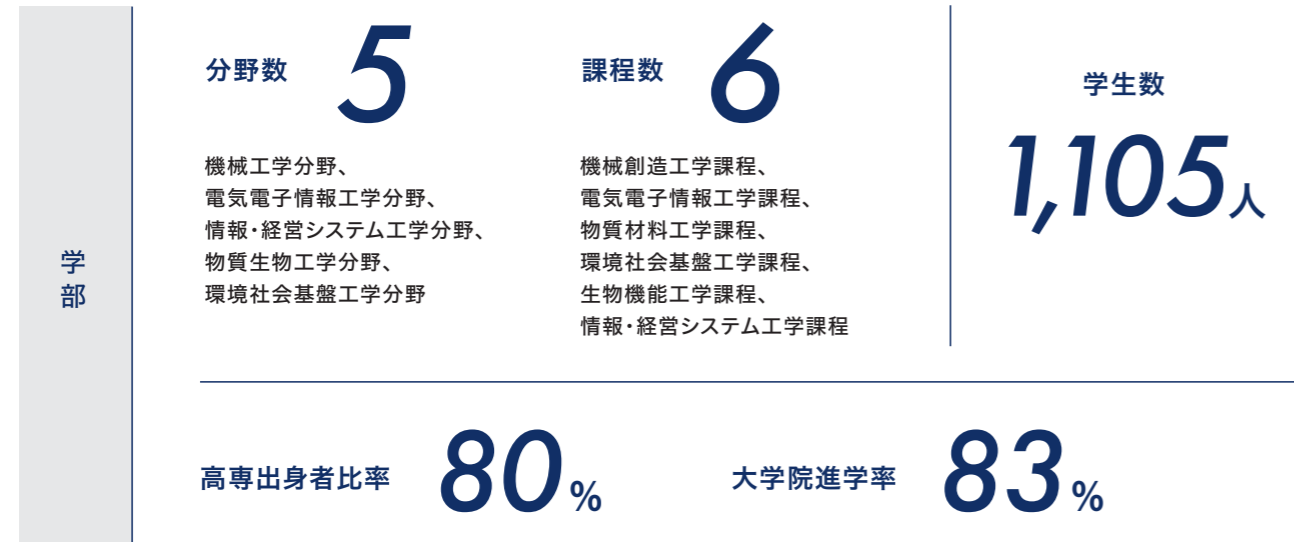 学部
分野数 5
機械工学分野、
電気電子情報工学分野、
情報・経営システム工学分野、
物質生物工学分野、
環境社会基盤工学分野
課程数 6
機械創造工学課程、
電気電子情報工学課程、
物質材料工学課程、
環境社会基盤工学課程、
生物機能工学課程、
情報・経営システム工学課程
学生数
1,105人
高専出身者比率 80%
大学院進学率 83%